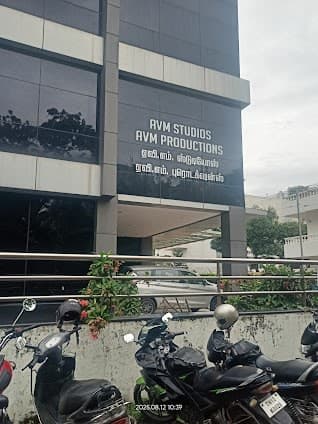 AVM STUDIOS
AVM PRODUCTIONS
ஏவி.எம். ஸ்டுடியோஸ்
ஏவி.எம். புரொடக்ஷன்ஸ்
2025.08.12 10:39